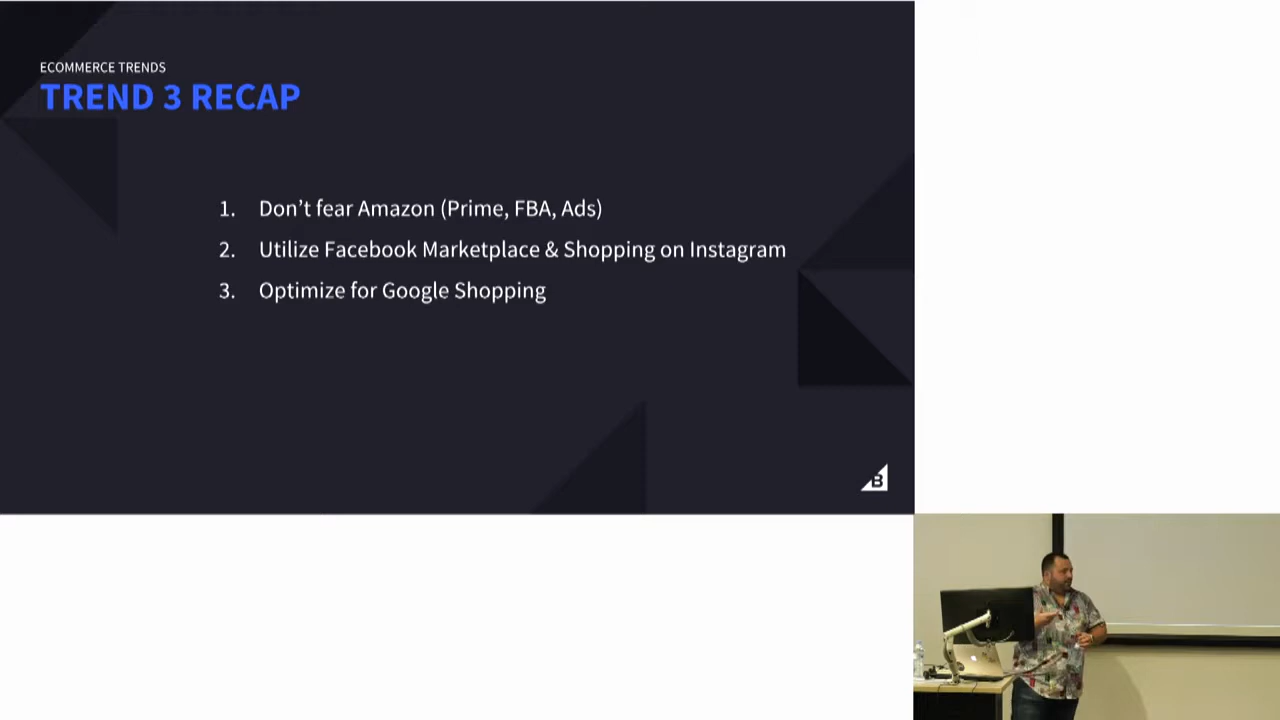 ECOMMERCE TRENDS
TREND 3 RECAP
1. Don’t fear Amazon (Prime, FBA, Ads)
2. Utilize Facebook Marketplace & Shopping on Instagram
3. Optimize for Google Shopping
B